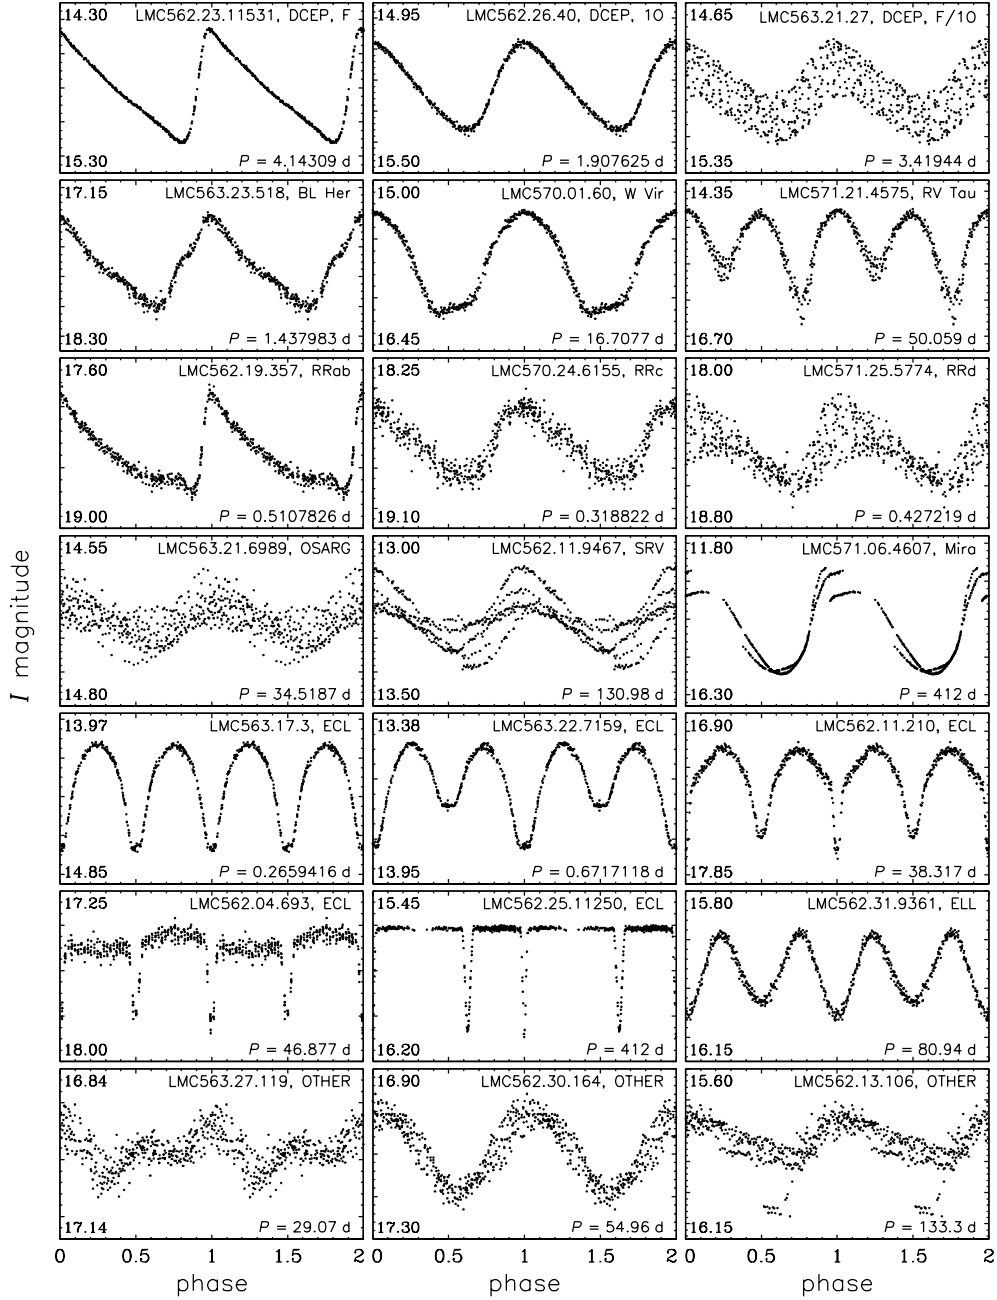 14.30 LMC562.23.11531, DCEP, F
15.30 P = 4.14309 d
14.95 LMC562.26.40, DCEP, 1O
15.50 P = 1.907625 d
14.65 LMC563.21.27, DCEP, F/1O
15.35 P = 3.41944 d
17.15 LMC563.23.518, BL Her
18.30 P = 1.437983 d
15.00 LMC570.01.60, W Vir
16.45 P = 16.7077 d
14.35 LMC571.21.4575, RV Tau
16.70 P = 50.059 d
17.60 LMC562.19.357, RRab
19.00 P = 0.5107826 d
18.25 LMC570.24.6155, RRc
19.10 P = 0.318822 d
18.00 LMC571.25.5774, RRd
18.80 P = 0.427219 d
14.55 LMC563.21.6989, OSARG
14.80 P = 34.5187 d
13.00 LMC562.11.9467, SRV
13.50 P = 130.98 d
11.80 LMC571.06.4607, Mira
16.30 P = 412 d
I magnitude
13.97 LMC563.17.3, ECL
14.85 P = 0.2659416 d
13.38 LMC563.22.7159, ECL
13.95 P = 0.6717118 d
16.90 LMC562.11.210, ECL
17.85 P = 38.317 d
17.25 LMC562.04.693, ECL
18.00 P = 46.877 d
15.45 LMC562.25.11250, ECL
16.20 P = 412 d
15.80 LMC562.31.9361, ELL
16.15 P = 80.94 d
16.84 LMC563.27.119, OTHER
17.14 P = 29.07 d
16.90 LMC562.30.164, OTHER
17.30 P = 54.96 d
15.60 LMC562.13.106, OTHER
16.15 P = 133.3 d
0 0.5 1 1.5 2
0 0.5 1 1.5 2
0 0.5 1 1.5 2
phase
phase
phase